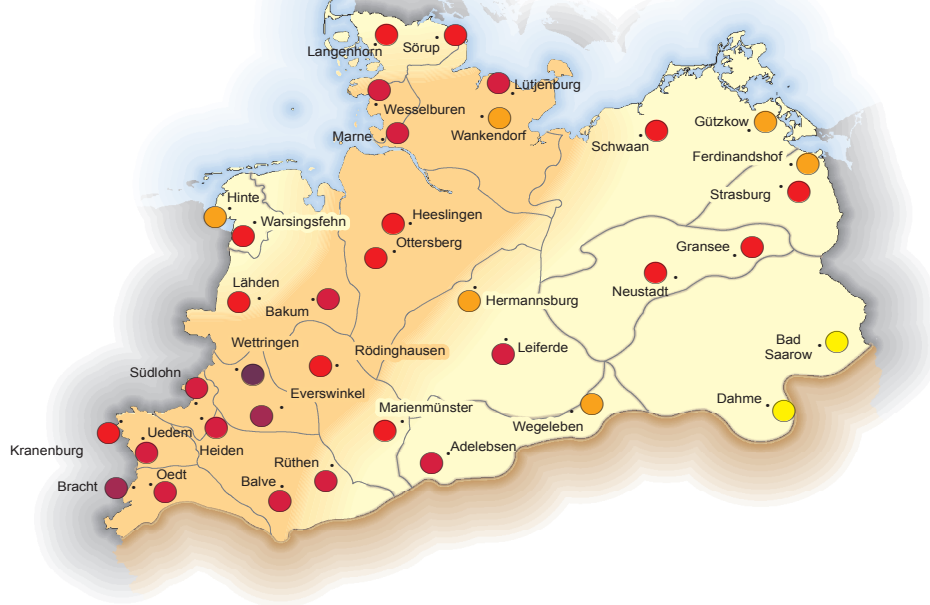 Langenhorn
Sörup
Lütjenburg
Wesselburen
Wankendorf
Marne
Schwaan
Gützkow
Ferdinandshof
Strasburg
Hinte
Warsingsfehn
Heeslingen
Ottersberg
Gransee
Neustadt
Lähden
Bakum
Hermannsburg
Wettringen
Rödinghausen
Leiferde
Bad
Saarow
Südlohn
Everswinkel
Marienmünster
Wegeleben
Dahme
Kranenburg
Uedem
Heiden
Adelebsen
Bracht
Oedt
Rüthen
Balve